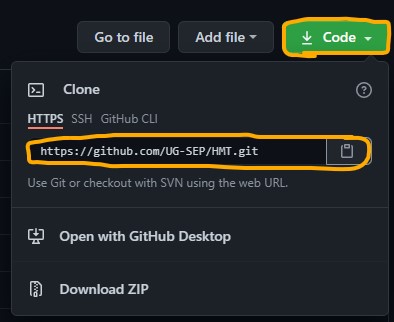 Go to file Add file Code
Clone
HTTPS SSH GitHub CLI
https://github.com/UG-SEP/HMT.git
Use Git or checkout with SVN using the web URL.
Open with GitHub Desktop
Download ZIP